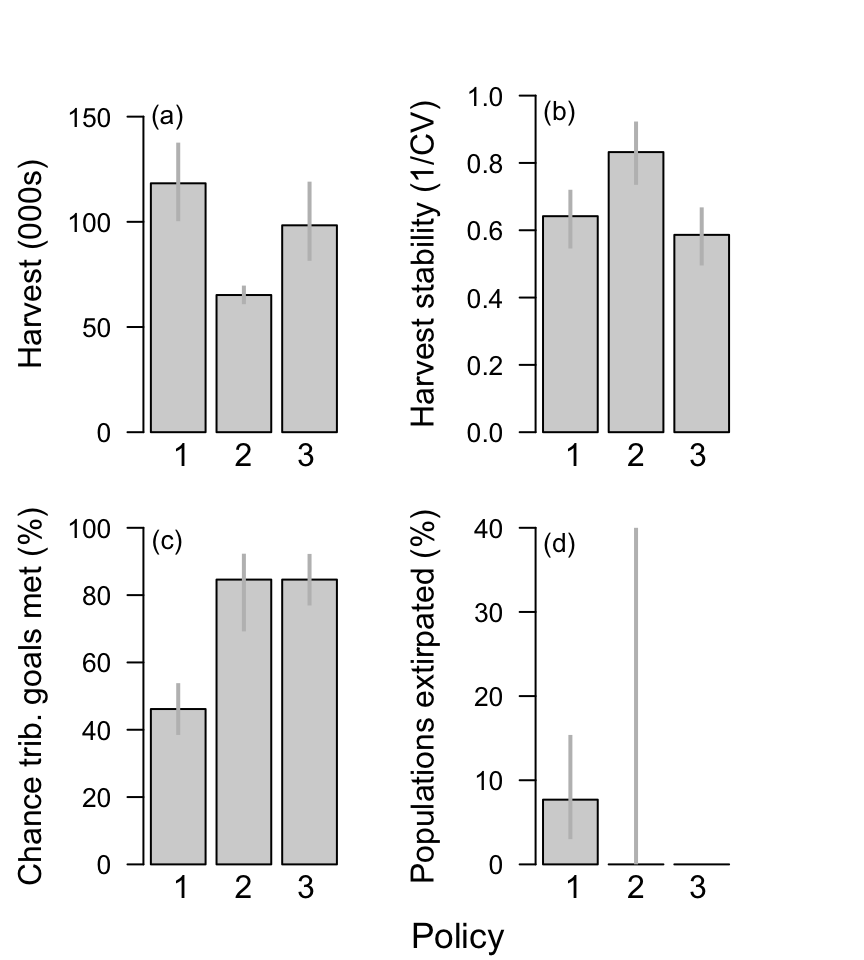 (a)
Harvest (000s)
150
100
50
0
1 2 3
(b)
Harvest stability (1/CV)
1.0
0.8
0.6
0.4
0.2
0.0
1 2 3
(c)
Chance trib. goals met (%)
100
80
60
40
20
0
1 2 3
(d)
Populations extirpated (%)
40
30
20
10
0
1 2 3
Policy